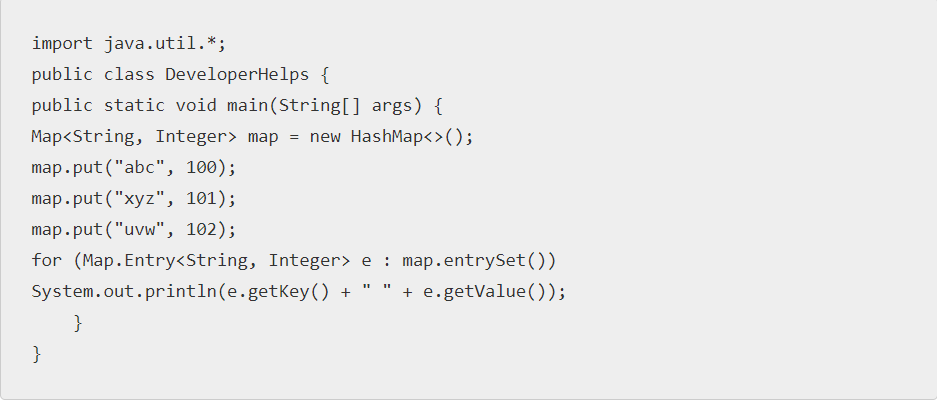 import java.util.*;
public class DeveloperHelps {
public static void main(String[] args) {
Map<String, Integer> map = new HashMap<>();
map.put("abc", 100);
map.put("xyz", 101);
map.put("uvw", 102);
for (Map.Entry<String, Integer> e : map.entrySet())
System.out.println(e.getKey() + " " + e.getValue());
    }
}